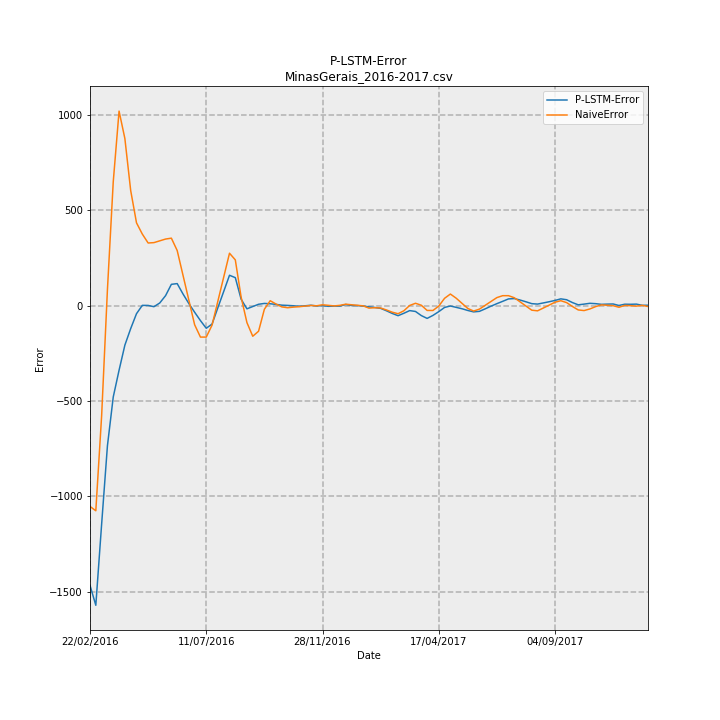 P-LSTM-Error
MinasGerais_2016-2017.csv
P-LSTM-Error
NaiveError
1000
500
0
−500
−1000
−1500
Error
22/02/2016
11/07/2016
28/11/2016
17/04/2017
04/09/2017
Date